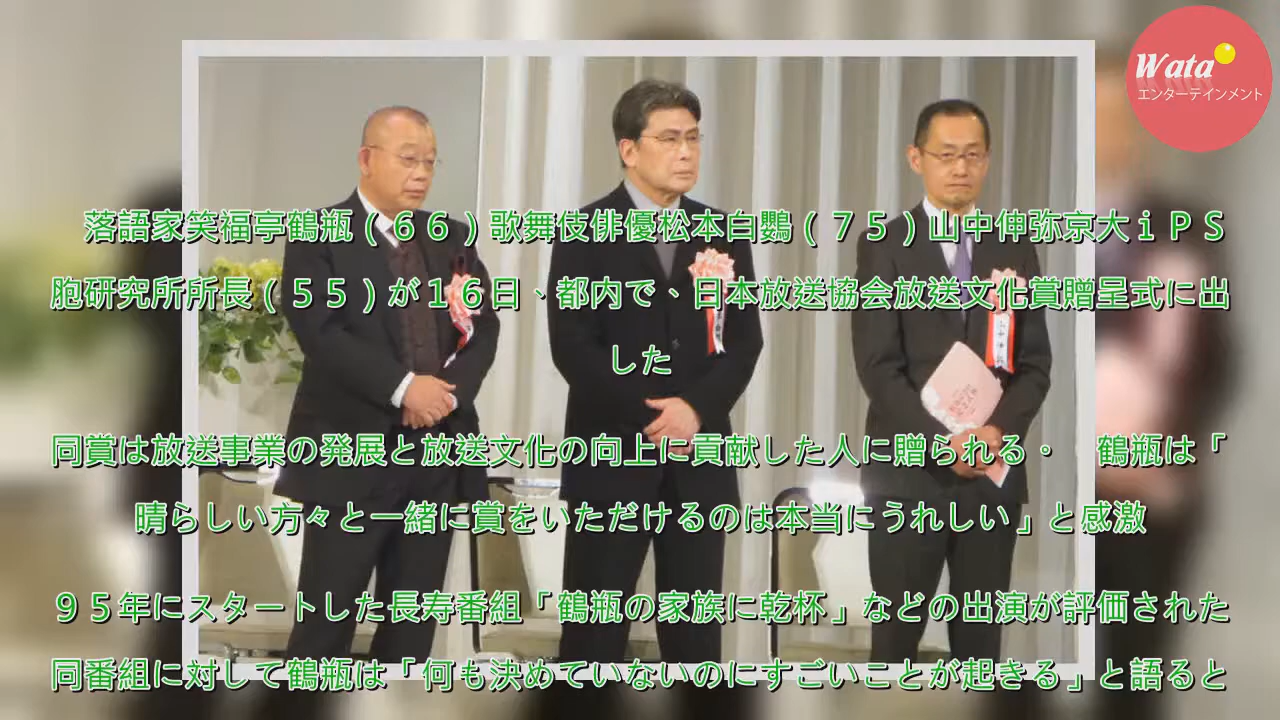 Wata
エンターテインメント
落語家笑福亭鶴瓶（６６）歌舞伎俳優松本白鸚（７５）山中伸弥京大ｉＰＳ
胞研究所所長（５５）が１６日、都内で、日本放送協会放送文化賞贈呈式に出
した
同賞は放送事業の発展と放送文化の向上に貢献した人に贈られる・　鶴瓶は「
晴らしい方々と一緒に賞をいただけるのは本当にうれしい」と感激
９５年にスタートした長寿番組「鶴瓶の家族に乾杯」などの出演が評価された
同番組に対して鶴瓶は「何も決めていないのにすごいことが起きる」と語ると